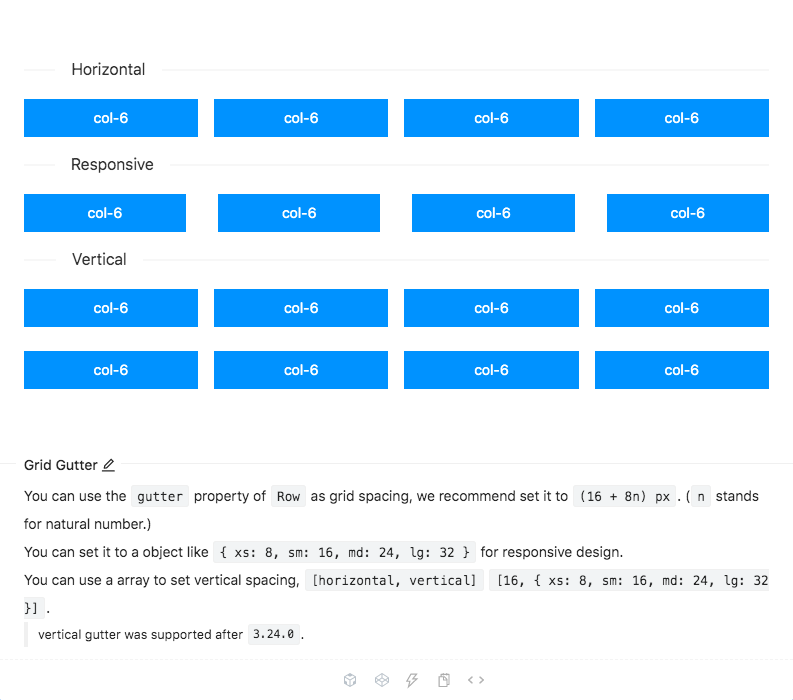 Horizontal
col-6 col-6 col-6 col-6
Responsive
col-6 col-6 col-6 col-6
Vertical
col-6 col-6 col-6 col-6
col-6 col-6 col-6 col-6
Grid Gutter
You can use the gutter property of Row as grid spacing, we recommend set it to (16 + 8n) px . ( n stands
for natural number.)
You can set it to a object like { xs: 8, sm: 16, md: 24, lg: 32 } for responsive design.
You can use a array to set vertical spacing, [horizontal, vertical] [16, { xs: 8, sm: 16, md: 24, lg: 32
}] .
vertical gutter was supported after 3.24.0 .